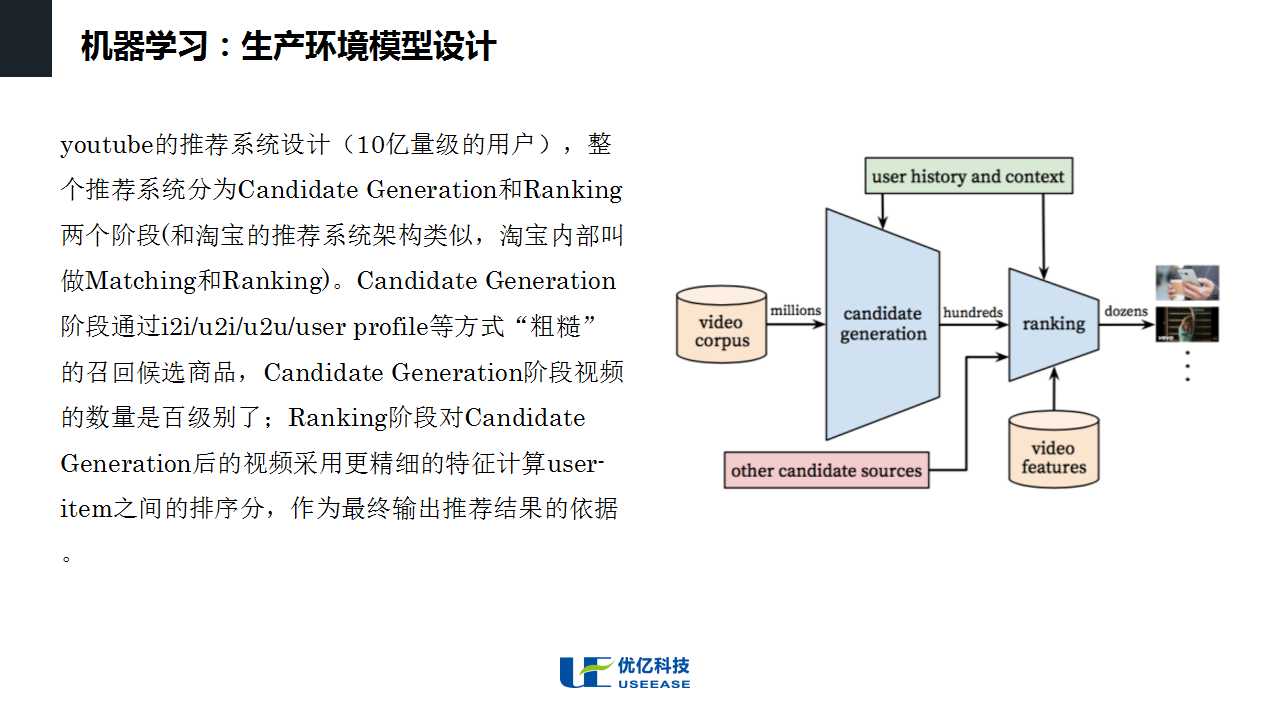 机器学习：生产环境模型设计
youtube的推荐系统设计（10亿量级的用户），整
个推荐系统分为Candidate Generation和Ranking
两个阶段(和淘宝的推荐系统架构类似，淘宝内部叫
做Matching和Ranking)。Candidate Generation
阶段通过i2i/u2i/u2u/user profile等方式“粗糙”
的召回候选商品，Candidate Generation阶段视频
的数量是百级别了；Ranking阶段对Candidate
Generation后的视频采用更精细的特征计算user-
item之间的排序分，作为最终输出推荐结果的依据
。
user history and context
video
corpus
millions
candidate
generation
hundreds
ranking
dozens
other candidate sources
video
features
优亿科技
USEEASE